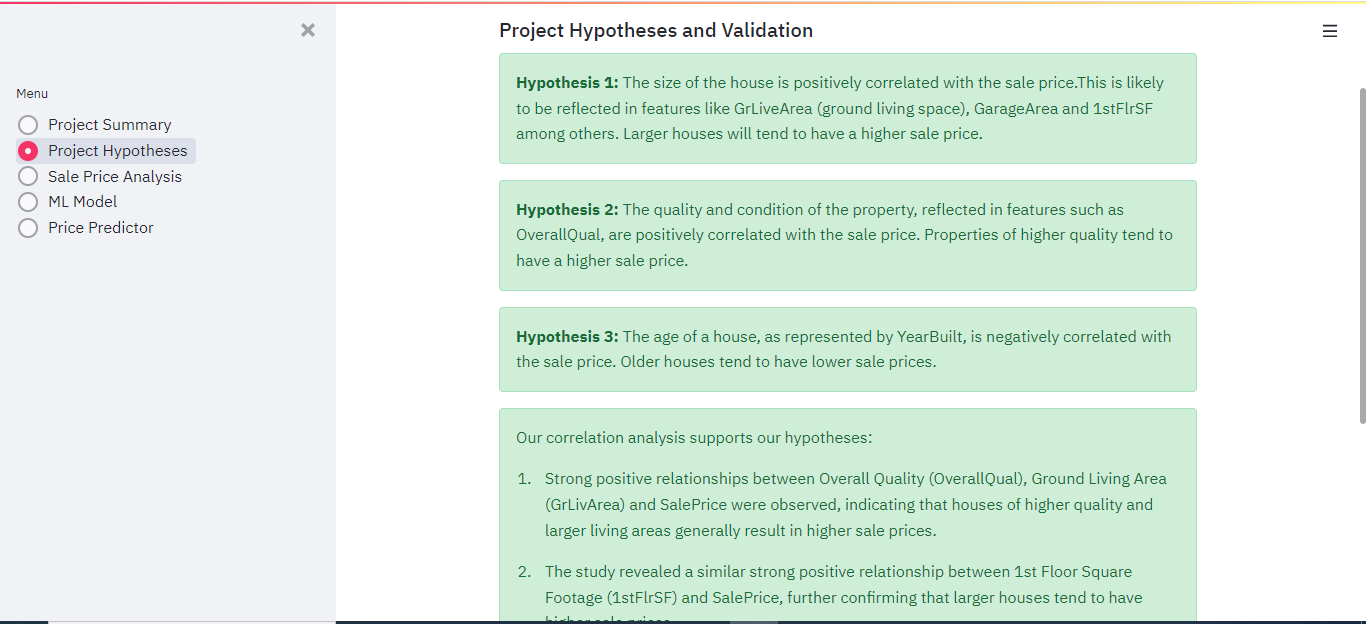 Menu
Project Summary
Project Hypotheses
Sale Price Analysis
ML Model
Price Predictor
Project Hypotheses and Validation
Hypothesis 1: The size of the house is positively correlated with the sale price.This is likely
to be reflected in features like GrLiveArea (ground living space), GarageArea and 1stFlrSF
among others. Larger houses will tend to have a higher sale price.
Hypothesis 2: The quality and condition of the property, reflected in features such as
OverallQual, are positively correlated with the sale price. Properties of higher quality tend to
have a higher sale price.
Hypothesis 3: The age of a house, as represented by YearBuilt, is negatively correlated with
the sale price. Older houses tend to have lower sale prices.
Our correlation analysis supports our hypotheses:
1. Strong positive relationships between Overall Quality (OverallQual), Ground Living Area
(GrLivArea) and SalePrice were observed, indicating that houses of higher quality and
larger living areas generally result in higher sale prices.
2. The study revealed a similar strong positive relationship between 1st Floor Square
Footage (1stFlrSF) and SalePrice, further confirming that larger houses tend to have
higher sale prices.